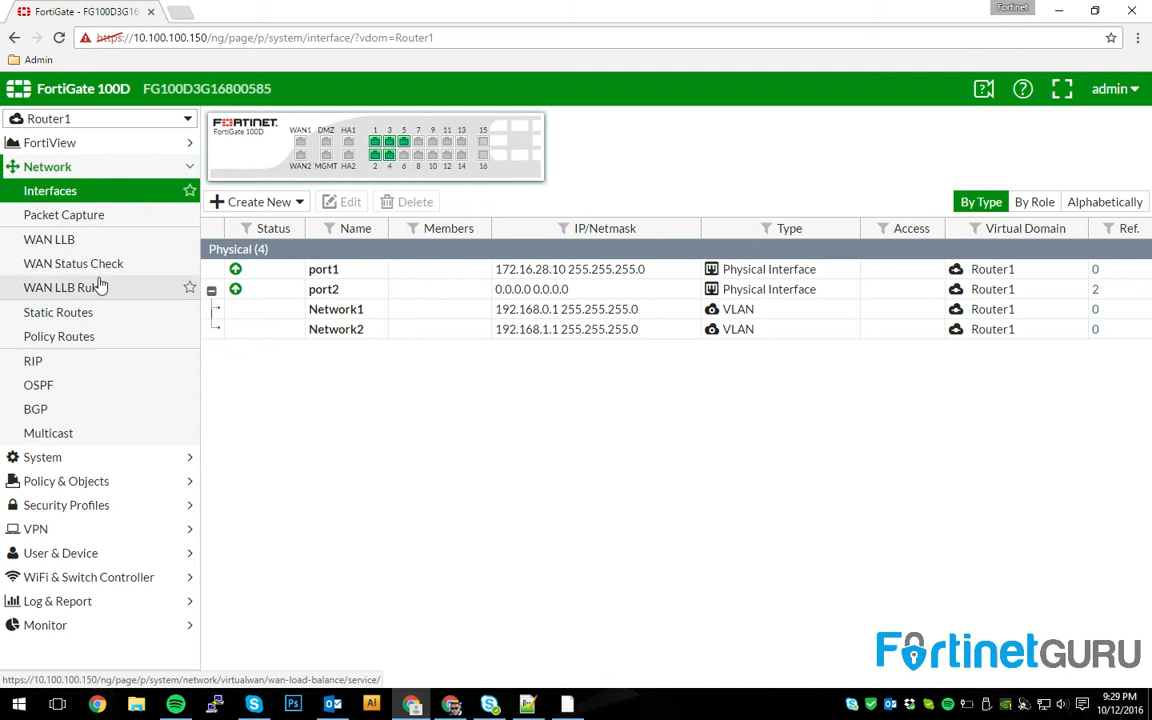 FortiGate - FG100D3G16
Fortinet
https://10.100.100.150/ng/page/p/system/interface/?vdom=Router1
Admin
FortiGate 100D FG100D3G16800585
admin
Router1
FortiView
Network
Interfaces
Packet Capture
WAN LLB
WAN Status Check
WAN LLB Rul
Static Routes
Policy Routes
RIP
OSPF
BGP
Multicast
System
Policy & Objects
Security Profiles
VPN
User & Device
WiFi & Switch Controller
Log & Report
Monitor
FORTINET
FortiGate 100D
WAN1 DMZ HA1 1 3 5 7 9 11 13 15
WAN2 MGMT HA2 2 4 6 8 10 12 14 16
Create New Edit Delete By Type By Role Alphabetically
Status Name Members IP/Netmask Type Access Virtual Domain Ref.
Physical (4)
port1 172.16.28.10 255.255.255.0 Physical Interface Router1 0
port2 0.0.0.0 0.0.0.0 Physical Interface Router1 2
Network1 192.168.0.1 255.255.255.0 VLAN Router1 0
Network2 192.168.1.1 255.255.255.0 VLAN Router1 0
FortinetGURU
https://10.100.100.150/ng/page/p/system/network/virtualwan/wan-load-balance/service/
Ps
Ai
9:29 PM
10/12/2016